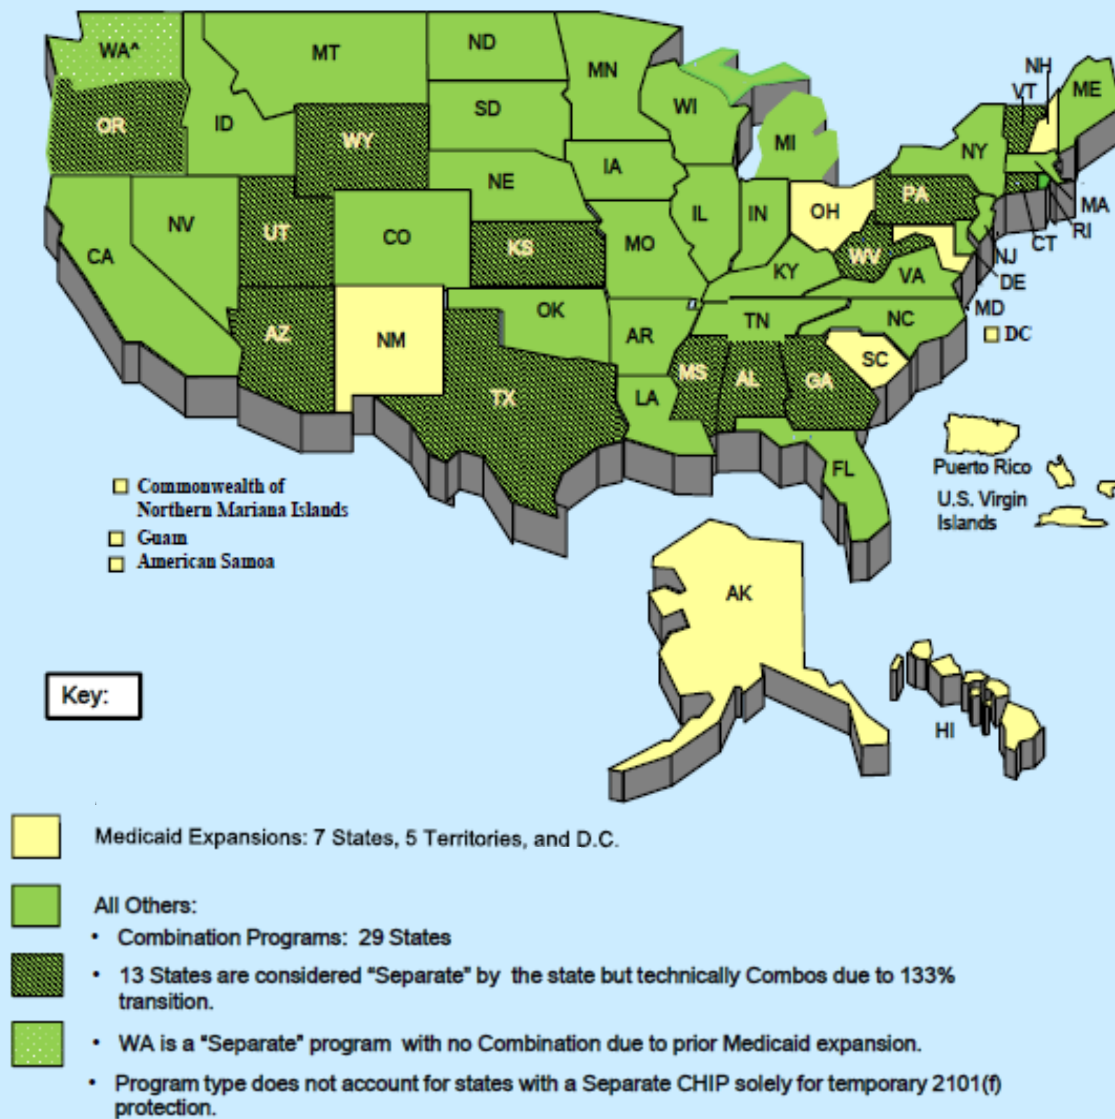 WA^
MT
ND
MN
NH
VT
ME
OR
ID
SD
WI
MI
NY
WY
IA
NE
PA
MA
RI
CT
NV
UT
CO
IL
IN
OH
NJ
CA
KS
MO
WV
VA
DE
KY
MD
OK
TN
NC
DC
AZ
NM
AR
SC
MS
AL
GA
TX
LA
FL
Puerto Rico
U.S. Virgin
Islands
Commonwealth of
Northern Mariana Islands
Guam
American Samoa
AK
HI
Key:
Medicaid Expansions: 7 States, 5 Territories, and D.C.
All Others:
• Combination Programs: 29 States
• 13 States are considered "Separate" by the state but technically Combos due to 133%
transition.
• WA is a "Separate" program with no Combination due to prior Medicaid expansion.
• Program type does not account for states with a Separate CHIP solely for temporary 2101(f)
protection.